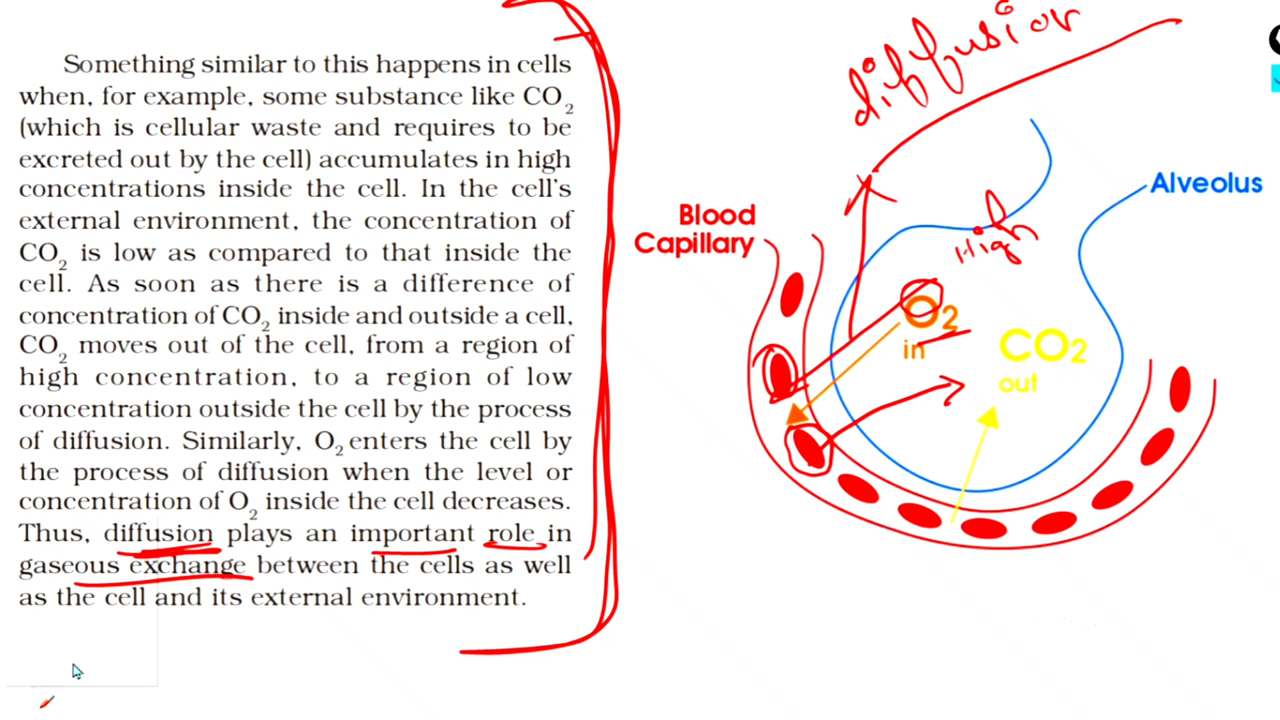 Something similar to this happens in cells
when, for example, some substance like CO₂
(which is cellular waste and requires to be
excreted out by the cell) accumulates in high
concentrations inside the cell. In the cell's
external environment, the concentration of
CO₂ is low as compared to that inside the
cell. As soon as there is a difference of
concentration of CO₂ inside and outside a cell,
CO₂ moves out of the cell, from a region of
high concentration, to a region of low
concentration outside the cell by the process
of diffusion. Similarly, O₂ enters the cell by
the process of diffusion when the level or
concentration of O₂ inside the cell decreases.
Thus, diffusion plays an important role in
gaseous exchange between the cells as well
as the cell and its external environment.
diffusion
Alveolus
Blood
Capillary
High
O₂
in
CO₂
out